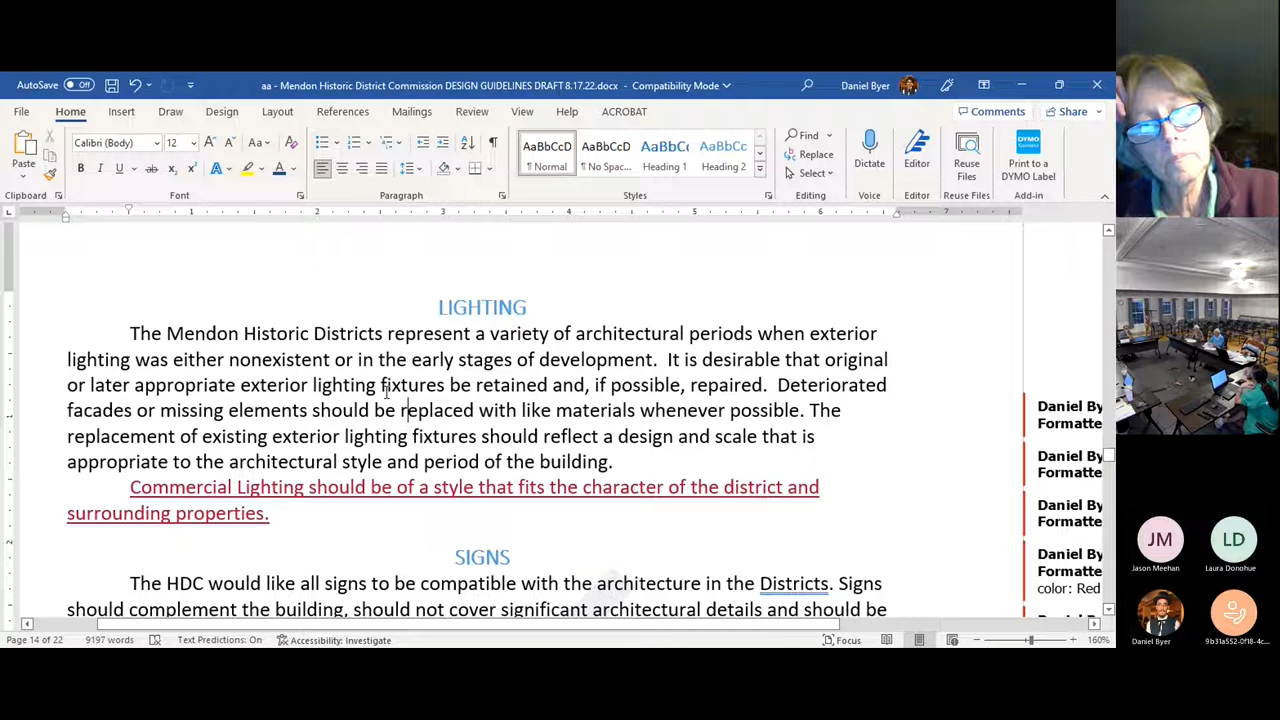 AutoSave Off
aa - Mendon Historic District Commission DESIGN GUIDELINES DRAFT 8.17.22.docx - Compatibility Mode
Daniel Byer
File Home Insert Draw Design Layout References Mailings Review View Help ACROBAT
Comments Share
Paste
Calibri (Body) 12
AaBbCcD AaBbCcD AaBbC AaBbCc
¶ Normal ¶ No Spac... Heading 1 Heading 2
Find
Replace
Select
Dictate Editor Reuse Files Print to a DYMO Label
Clipboard Font Paragraph Styles Editing Voice Editor Reuse Files Add-in
LIGHTING
The Mendon Historic Districts represent a variety of architectural periods when exterior
lighting was either nonexistent or in the early stages of development. It is desirable that original
or later appropriate exterior lighting fixtures be retained and, if possible, repaired. Deteriorated
facades or missing elements should be replaced with like materials whenever possible. The
replacement of existing exterior lighting fixtures should reflect a design and scale that is
appropriate to the architectural style and period of the building.
Commercial Lighting should be of a style that fits the character of the district and
surrounding properties.
SIGNS
The HDC would like all signs to be compatible with the architecture in the Districts. Signs
should complement the building, should not cover significant architectural details and should be
Daniel By
Formatte
Daniel By
Formatte
Daniel By
Formatte
Daniel By
Formatte
color: Red
Page 14 of 22 9197 words Text Predictions: On Accessibility: Investigate Focus 160%
JM LD
Jason Meehan Laura Donohue
Daniel Byer 9b31a552-0f18-4c...